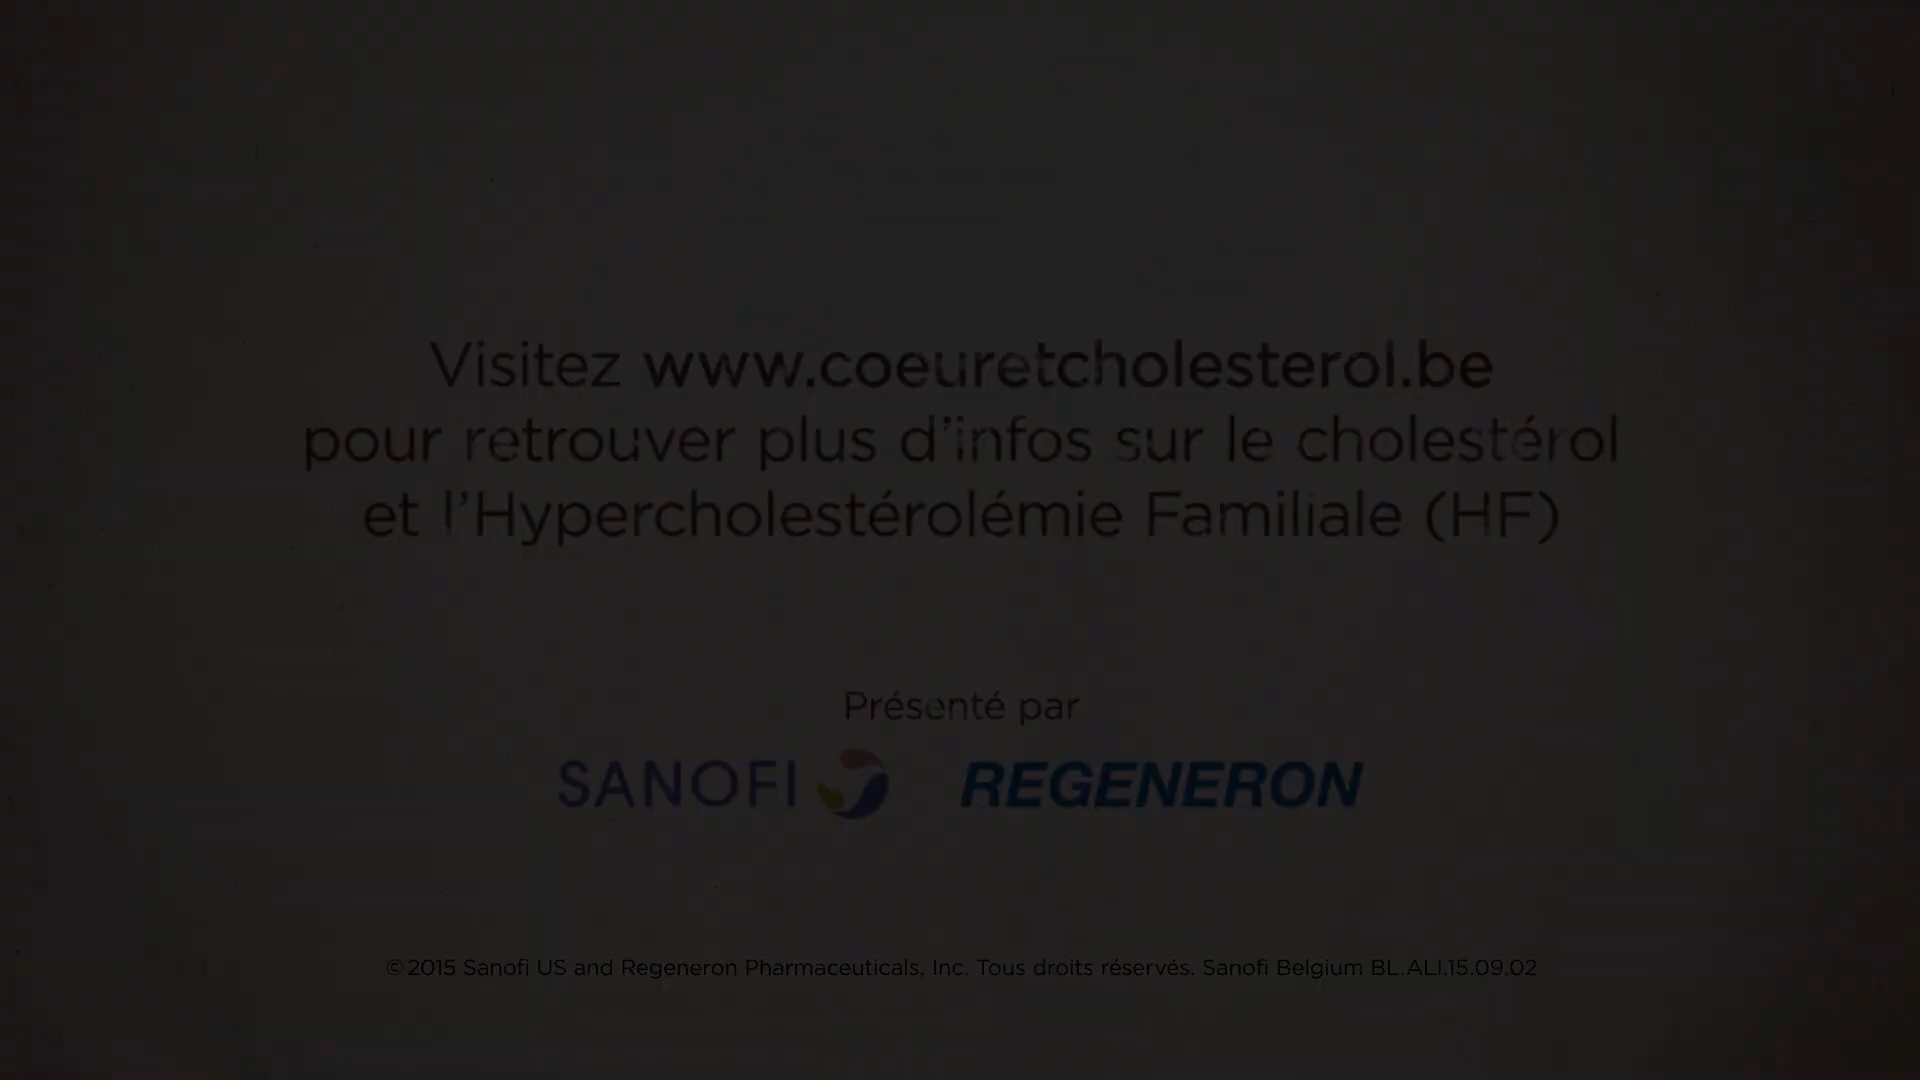 Visitez www.coeuretcholesterol.be
pour retrouver plus d'infos sur le cholestérol
et l'Hypercholestérolémie Familiale (HF)
Présenté par
SANOFI REGENERON
©2015 Sanofi US and Regeneron Pharmaceuticals, Inc. Tous droits réservés. Sanofi Belgium BL.ALI.15.09.02